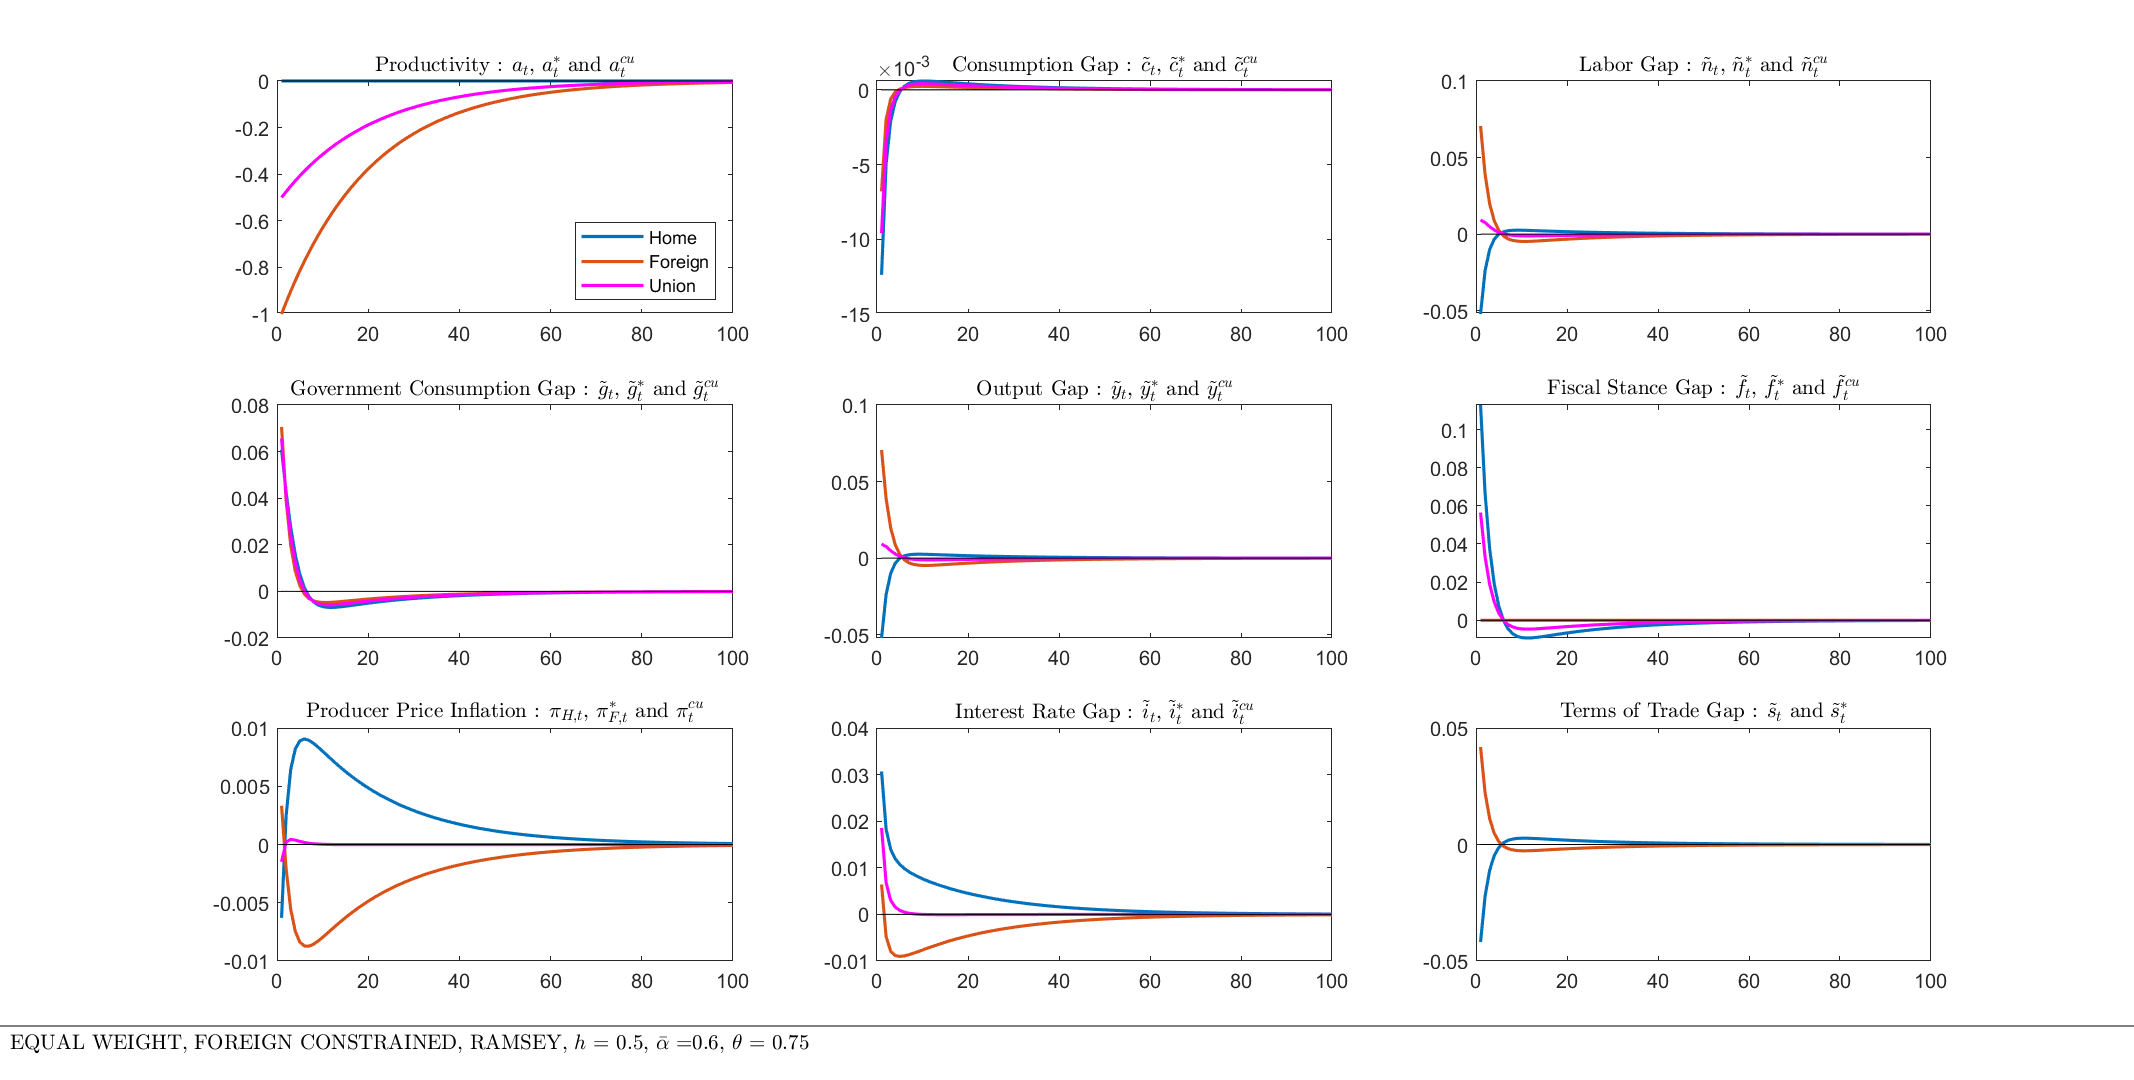 Productivity : a_t, a_t^* and a_t^{cu}
0
-0.2
-0.4
-0.6
-0.8
-1
0 20 40 60 80 100
Home
Foreign
Union
Consumption Gap : c̃_t, c̃_t^* and c̃_t^{cu}
×10^{-3}
0
-5
-10
-15
0 20 40 60 80 100
Labor Gap : ñ_t, ñ_t^* and ñ_t^{cu}
0.1
0.05
0
-0.05
0 20 40 60 80 100
Government Consumption Gap : g̃_t, g̃_t^* and g̃_t^{cu}
0.08
0.06
0.04
0.02
0
-0.02
0 20 40 60 80 100
Output Gap : ỹ_t, ỹ_t^* and ỹ_t^{cu}
0.1
0.05
0
-0.05
0 20 40 60 80 100
Fiscal Stance Gap : f̃_t, f̃_t^* and f̃_t^{cu}
0.1
0.08
0.06
0.04
0.02
0
0 20 40 60 80 100
Producer Price Inflation : π_{H,t}, π_{F,t}^* and π_t^{cu}
0.01
0.005
0
-0.005
-0.01
0 20 40 60 80 100
Interest Rate Gap : ĩ_t, ĩ_t^* and ĩ_t^{cu}
0.04
0.03
0.02
0.01
0
-0.01
0 20 40 60 80 100
Terms of Trade Gap : s̃_t and s̃_t^*
0.05
0
-0.05
0 20 40 60 80 100
EQUAL WEIGHT, FOREIGN CONSTRAINED, RAMSEY, h = 0.5, ᾱ =0.6, θ = 0.75